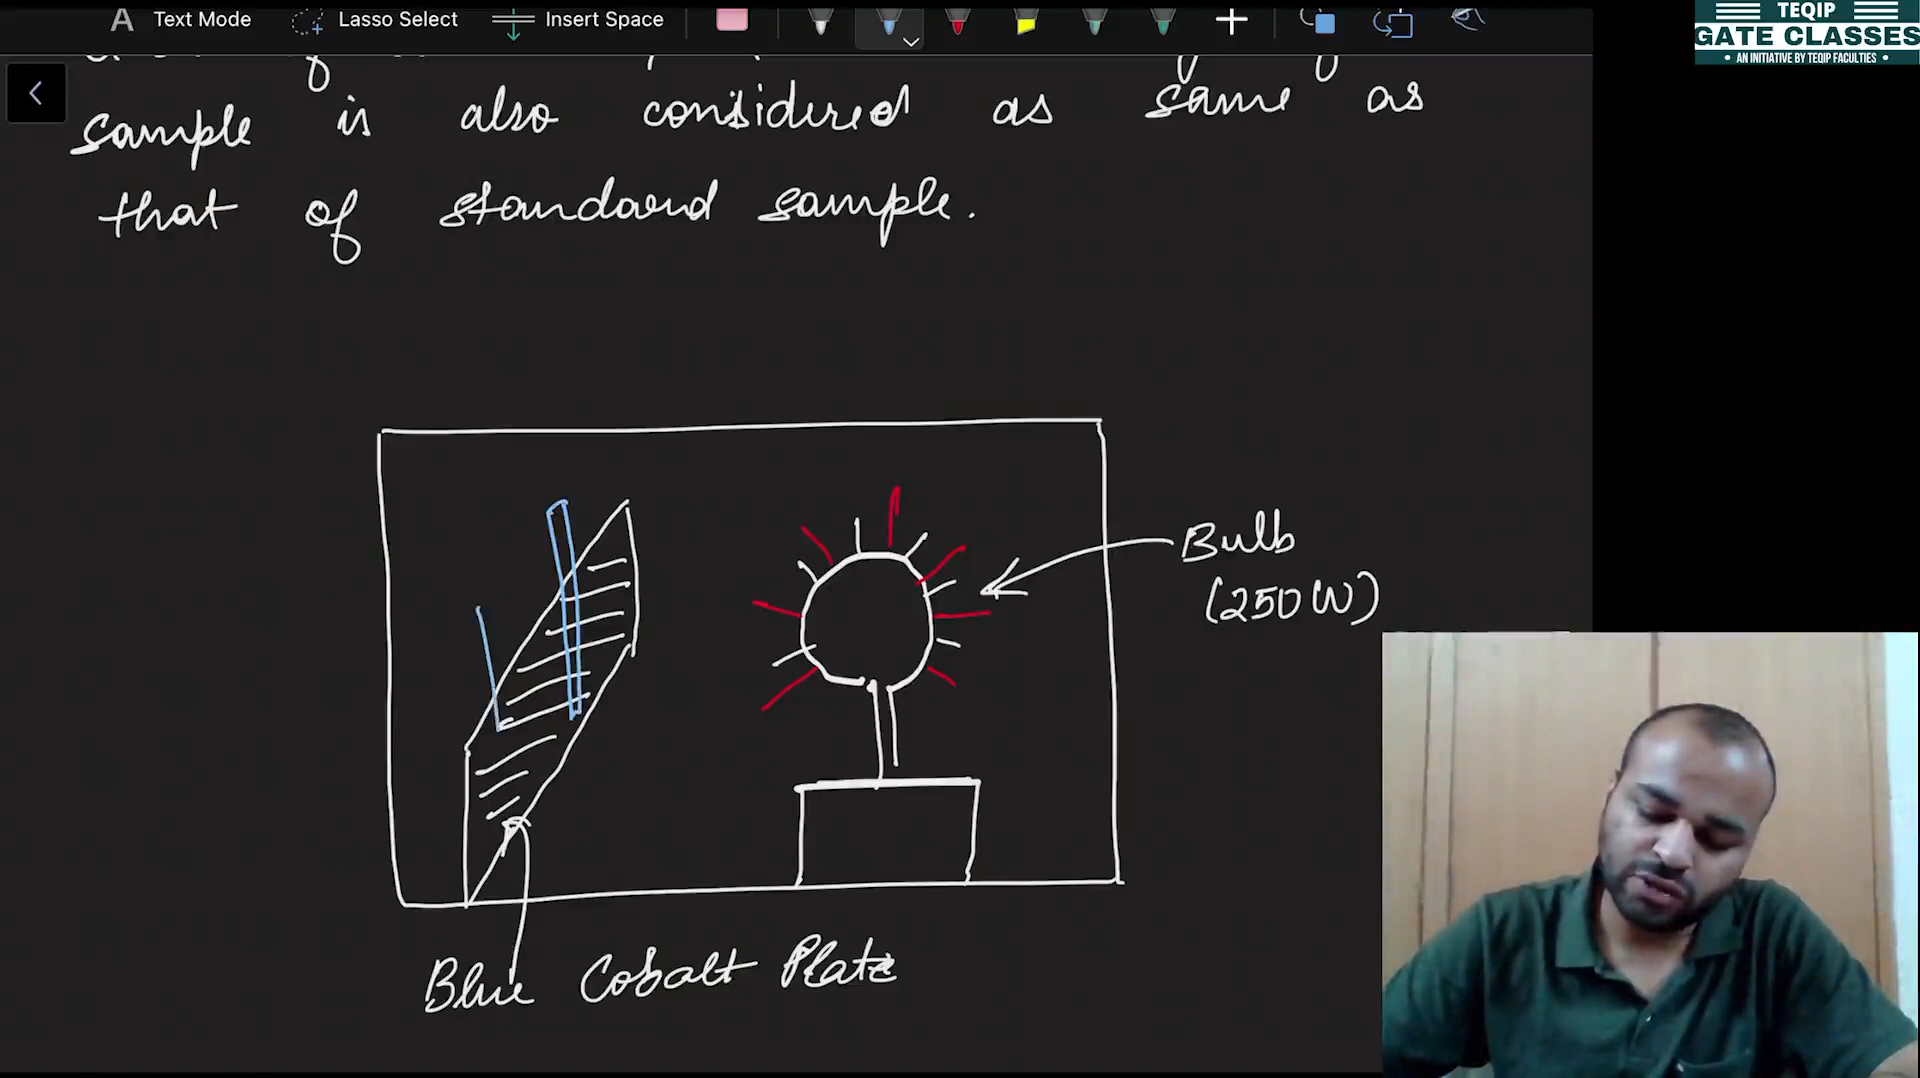 Text Mode
Lasso Select
Insert Space
TEQIP
GATE CLASSES
• AN INITIATIVE BY TEQIP FACULTIES •
sample is also considered as same as
that of standard sample.
Bulb
(250W)
Blue Cobalt Plate